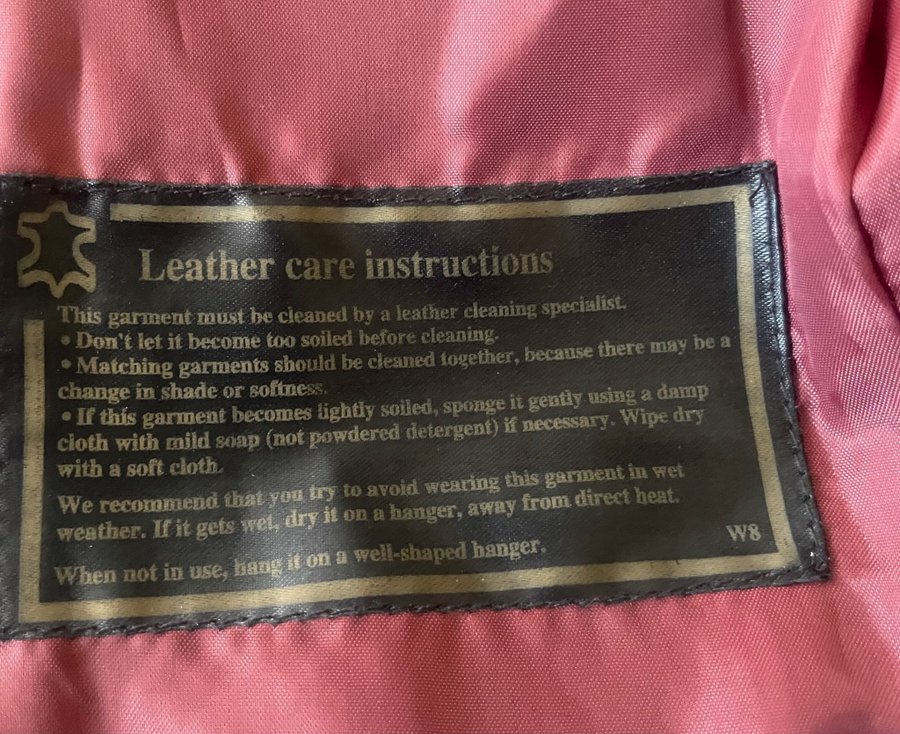 Leather care instructions
This garment must be cleaned by a leather cleaning specialist.
• Don't let it become too soiled before cleaning.
• Matching garments should be cleaned together, because there may be a
change in shade or softness.
• If this garment becomes lightly soiled, sponge it gently using a damp
cloth with mild soap (not powdered detergent) if necessary. Wipe dry
with a soft cloth.
We recommend that you try to avoid wearing this garment in wet
weather. If it gets wet, dry it on a hanger, away from direct heat.
W8
When not in use, hang it on a well-shaped hanger.